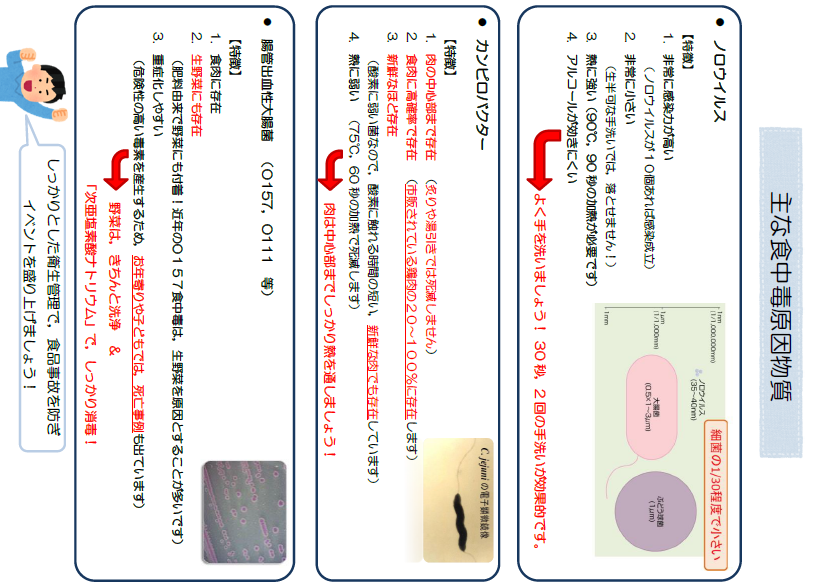 主な食中毒原因物質
● ノロウイルス
【特徴】
1. 非常に感染力が高い
（ノロウイルスが１０個あれば感染成立）
2. 非常に小さい
（生半可な手洗いでは、落とせません！）
3. 熱に強い（90℃, 90 秒の加熱が必要です）
4. アルコールが効きにくい
よく手を洗いましょう！ 30 秒, 2 回の手洗いが効果的です。
細菌の1/30程度で小さい
1nm
(1/1,000,000mm)
1μm
(1/1,000mm)
1mm
ノロウイルス
(35～40nm)
大腸菌
(0.5×1～3μm)
ぶどう球菌
(1μm)
● カンピロバクター
【特徴】
1. 肉の中心部まで存在 （炙りや湯引きでは死滅しません）
2. 食肉に高確率で存在 （市販されている鶏肉の２０～１００％に存在します）
3. 新鮮なほど存在
（酸素に弱い菌なので、酸素に触れる時間の短い、新鮮な肉でも存在しています）
4. 熱に弱い （75℃, 60 秒の加熱で死滅します）
肉は中心部までしっかり熱を通しましょう！
C. jejuni の電子顕微鏡像
● 腸管出血性大腸菌 （O157, O111 等）
【特徴】
1. 食肉に存在
2. 生野菜にも存在
（肥料由来で野菜にも付着！近年のＯ１５７食中毒は、生野菜を原因とすることが多いです）
3. 重症化しやすい
（危険性の高い毒素を産生するため、お年寄りや子どもでは、死亡事例も出ています）
野菜は、きちんと洗浄 ＆
「次亜塩素酸ナトリウム」で、しっかり消毒！
しっかりとした衛生管理で、食品事故を防ぎ
イベントを盛り上げましょう！